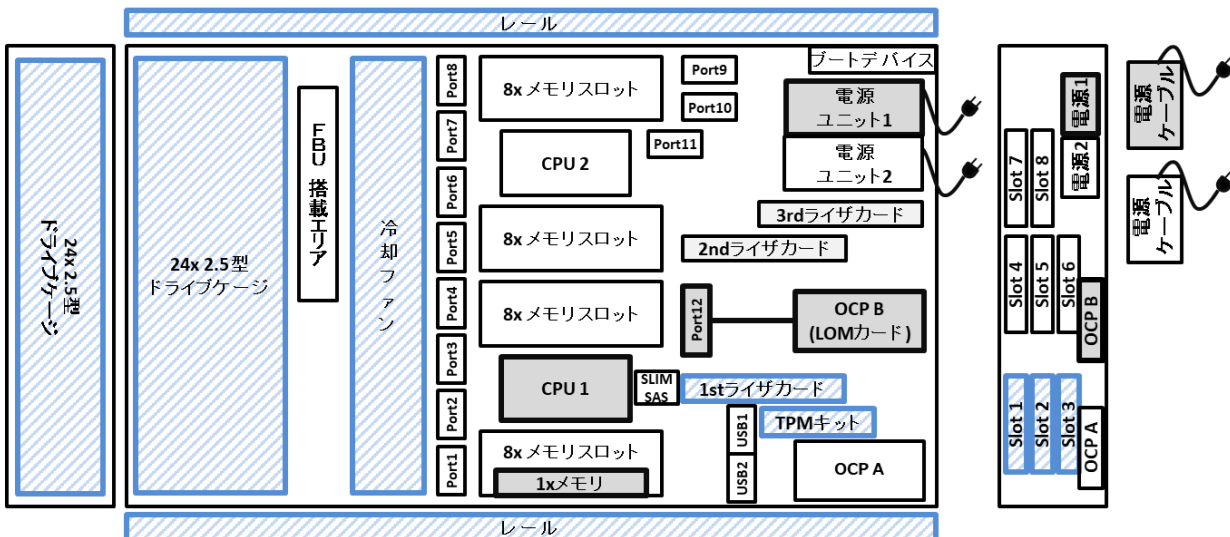 レール
24x 2.5型
ドライブケージ
24x 2.5型
ドライブケージ
FBU 搭載エリア
冷却ファン
Port8
Port7
Port6
Port5
Port4
Port3
Port2
Port1
8x メモリスロット
CPU 2
8x メモリスロット
8x メモリスロット
CPU 1
8x メモリスロット
1xメモリ
Port9
Port10
Port11
ブートデバイス
電源
ユニット1
電源
ユニット2
3rdライザカード
2ndライザカード
Port12
OCP B
(LOMカード)
SLIM
SAS
1stライザカード
USB1
USB2
TPMキット
OCP A
レール
電源1
電源2
Slot 7
Slot 8
Slot 4
Slot 5
Slot 6
OCP B
Slot 1
Slot 2
Slot 3
OCP A
電源
ケーブル
電源
ケーブル